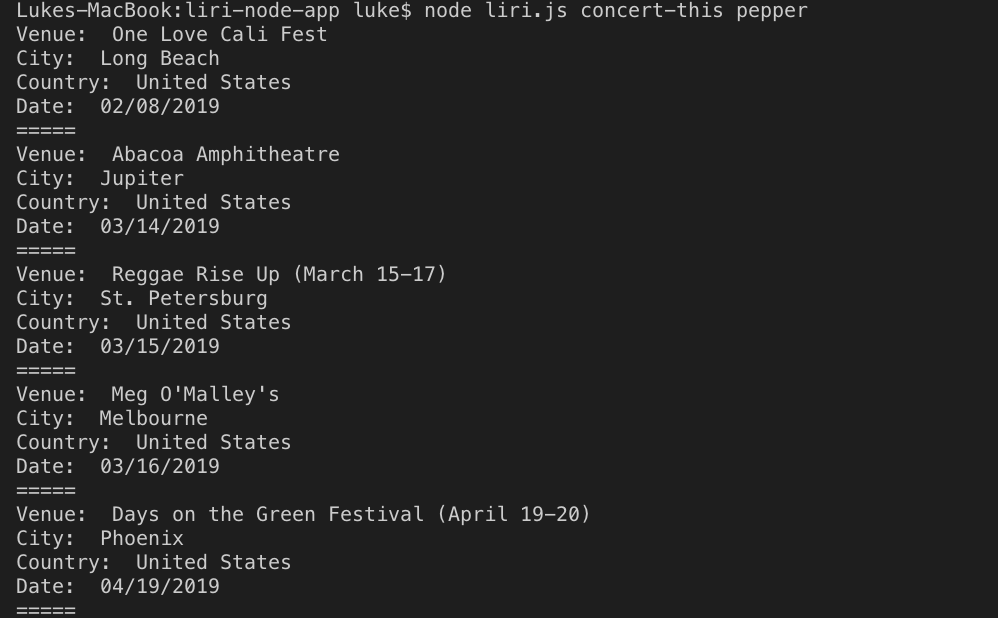 Lukes-MacBook:liri-node-app luke$ node liri.js concert-this pepper
Venue:  One Love Cali Fest
City:  Long Beach
Country:  United States
Date:  02/08/2019
=====
Venue:  Abacoa Amphitheatre
City:  Jupiter
Country:  United States
Date:  03/14/2019
=====
Venue:  Reggae Rise Up (March 15-17)
City:  St. Petersburg
Country:  United States
Date:  03/15/2019
=====
Venue:  Meg O'Malley's
City:  Melbourne
Country:  United States
Date:  03/16/2019
=====
Venue:  Days on the Green Festival (April 19-20)
City:  Phoenix
Country:  United States
Date:  04/19/2019
=====